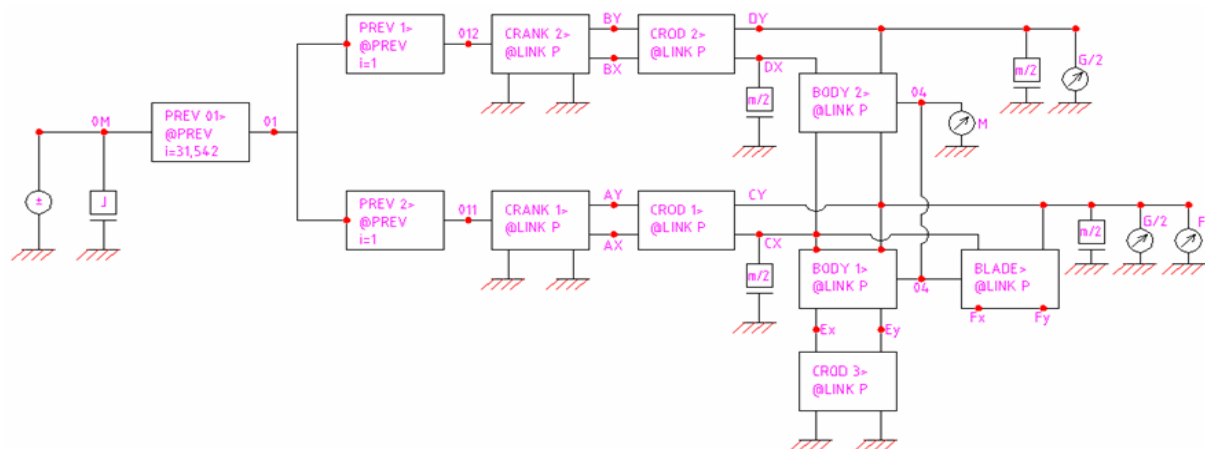 PREV 1>
@PREV
i=1
012
CRANK 2>
@LINK P
BY
BX
CROD 2>
@LINK P
DY
DX
m/2
BODY 2>
@LINK P
04
M
m/2
G/2
0M
PREV 01>
@PREV
i=31,542
01
±
J
PREV 2>
@PREV
i=1
011
CRANK 1>
@LINK P
AY
AX
CROD 1>
@LINK P
CY
CX
m/2
BODY 1>
@LINK P
04
BLADE>
@LINK P
Fx
Fy
m/2
G/2
F
Ex
Ey
CROD 3>
@LINK P